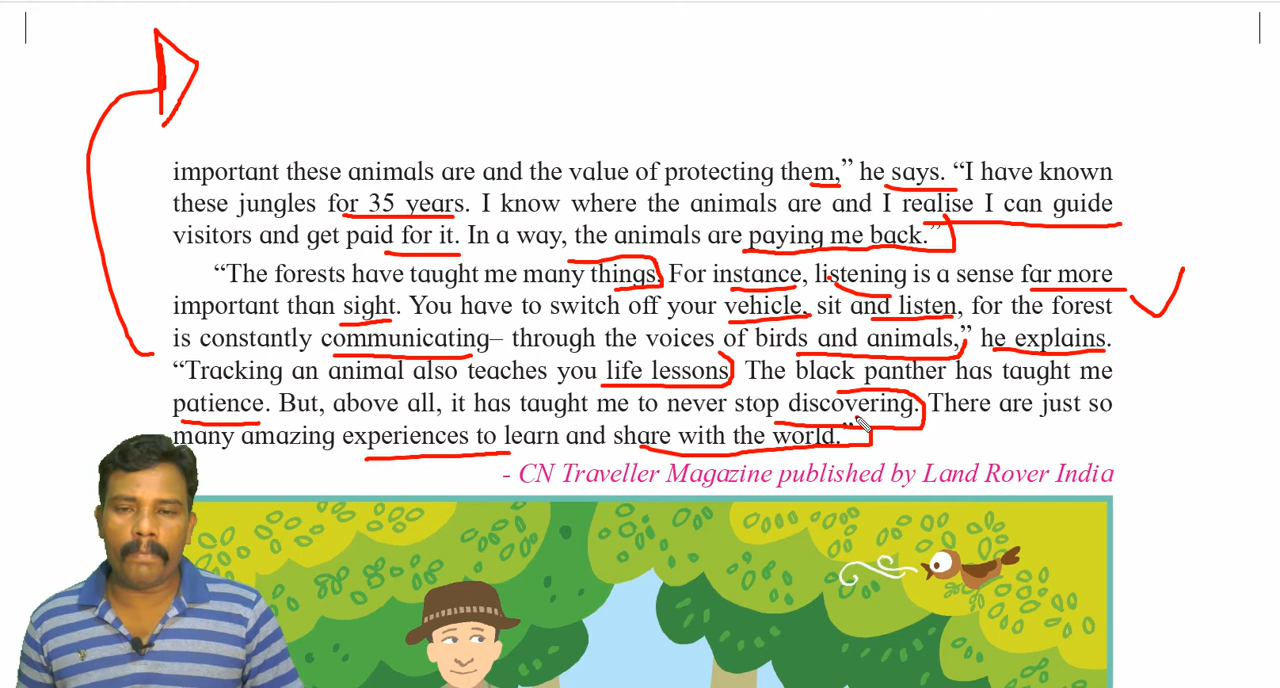 important these animals are and the value of protecting them,” he says. “I have known
these jungles for 35 years. I know where the animals are and I realise I can guide
visitors and get paid for it. In a way, the animals are paying me back.”
“The forests have taught me many things. For instance, listening is a sense far more
important than sight. You have to switch off your vehicle, sit and listen, for the forest
is constantly communicating– through the voices of birds and animals,” he explains.
“Tracking an animal also teaches you life lessons. The black panther has taught me
patience. But, above all, it has taught me to never stop discovering. There are just so
many amazing experiences to learn and share with the world.”
- CN Traveller Magazine published by Land Rover India